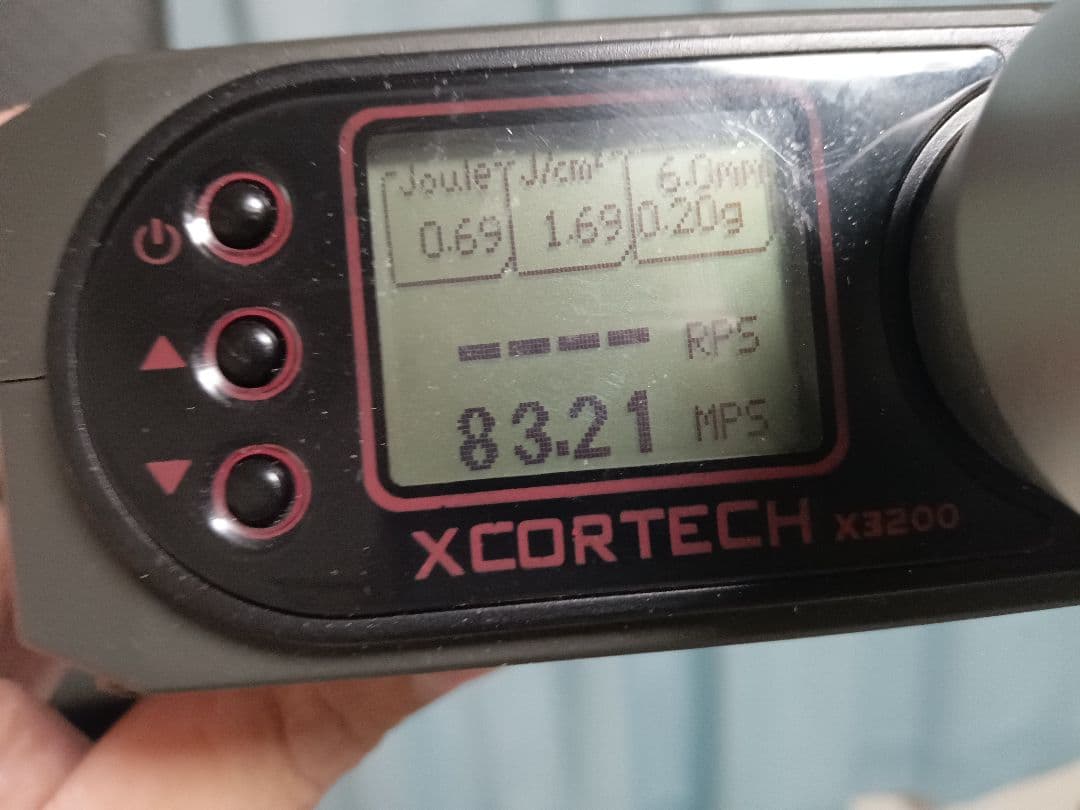 Joule J/cm² 6.0mm
0.69 1.69 0.20g
---- RPS
83.21 MPS
XCORTECH X3200